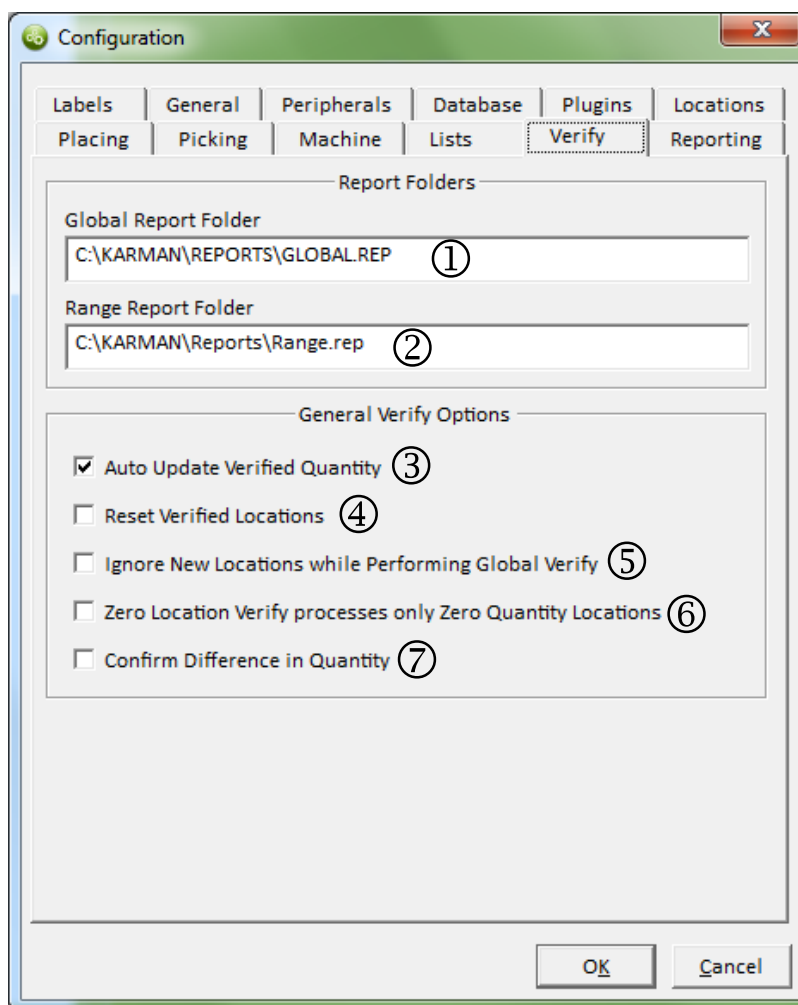 Configuration
Labels General Peripherals Database Plugins Locations
Placing Picking Machine Lists Verify Reporting
Report Folders
Global Report Folder
C:\KARMAN\REPORTS\GLOBAL.REP ①
Range Report Folder
C:\KARMAN\Reports\Range.rep ②
General Verify Options
Auto Update Verified Quantity ③
Reset Verified Locations ④
Ignore New Locations while Performing Global Verify ⑤
Zero Location Verify processes only Zero Quantity Locations ⑥
Confirm Difference in Quantity ⑦
OK Cancel